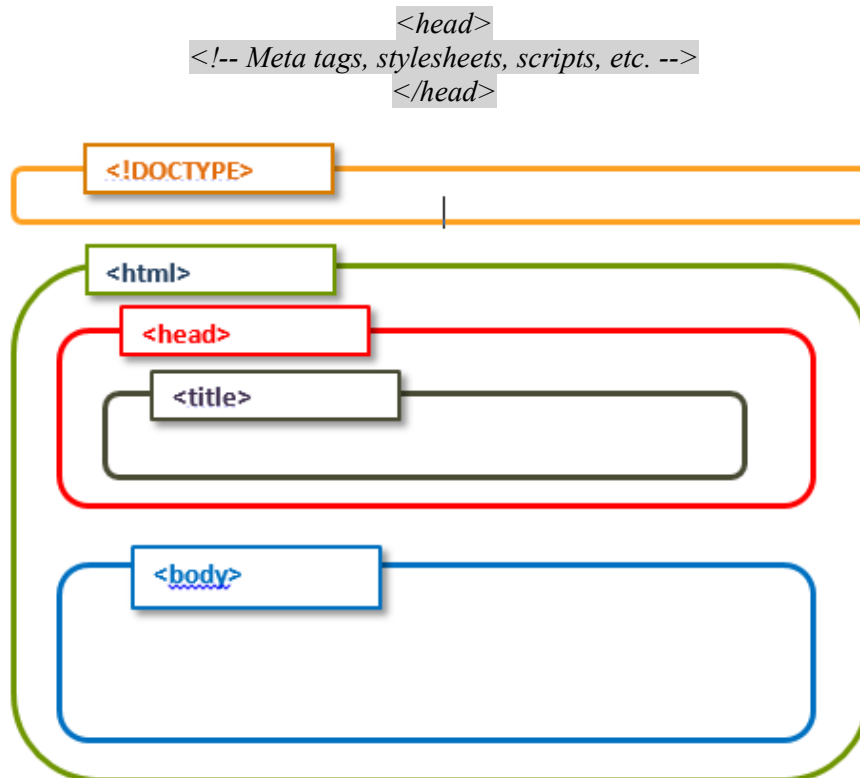 <head>
<!-- Meta tags, stylesheets, scripts, etc. -->
</head>
<!DOCTYPE>
<html>
<head>
<title>
<body>